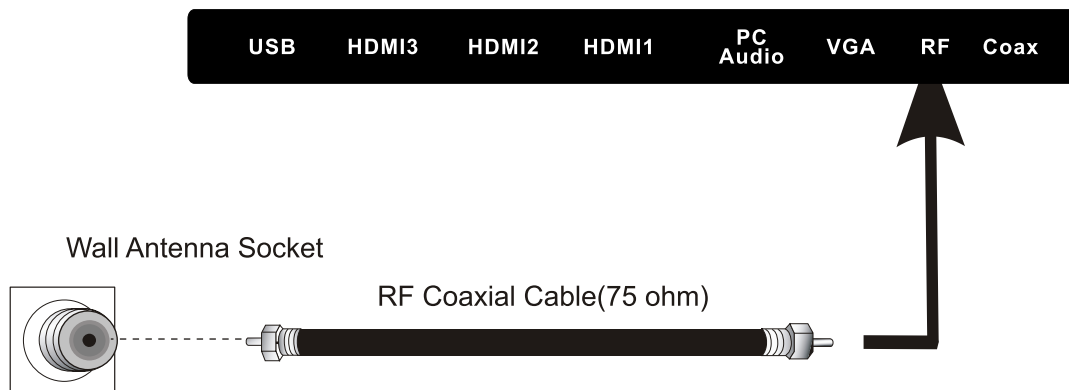 USB HDMI3 HDMI2 HDMI1 PC Audio VGA RF Coax
Wall Antenna Socket
RF Coaxial Cable(75 ohm)